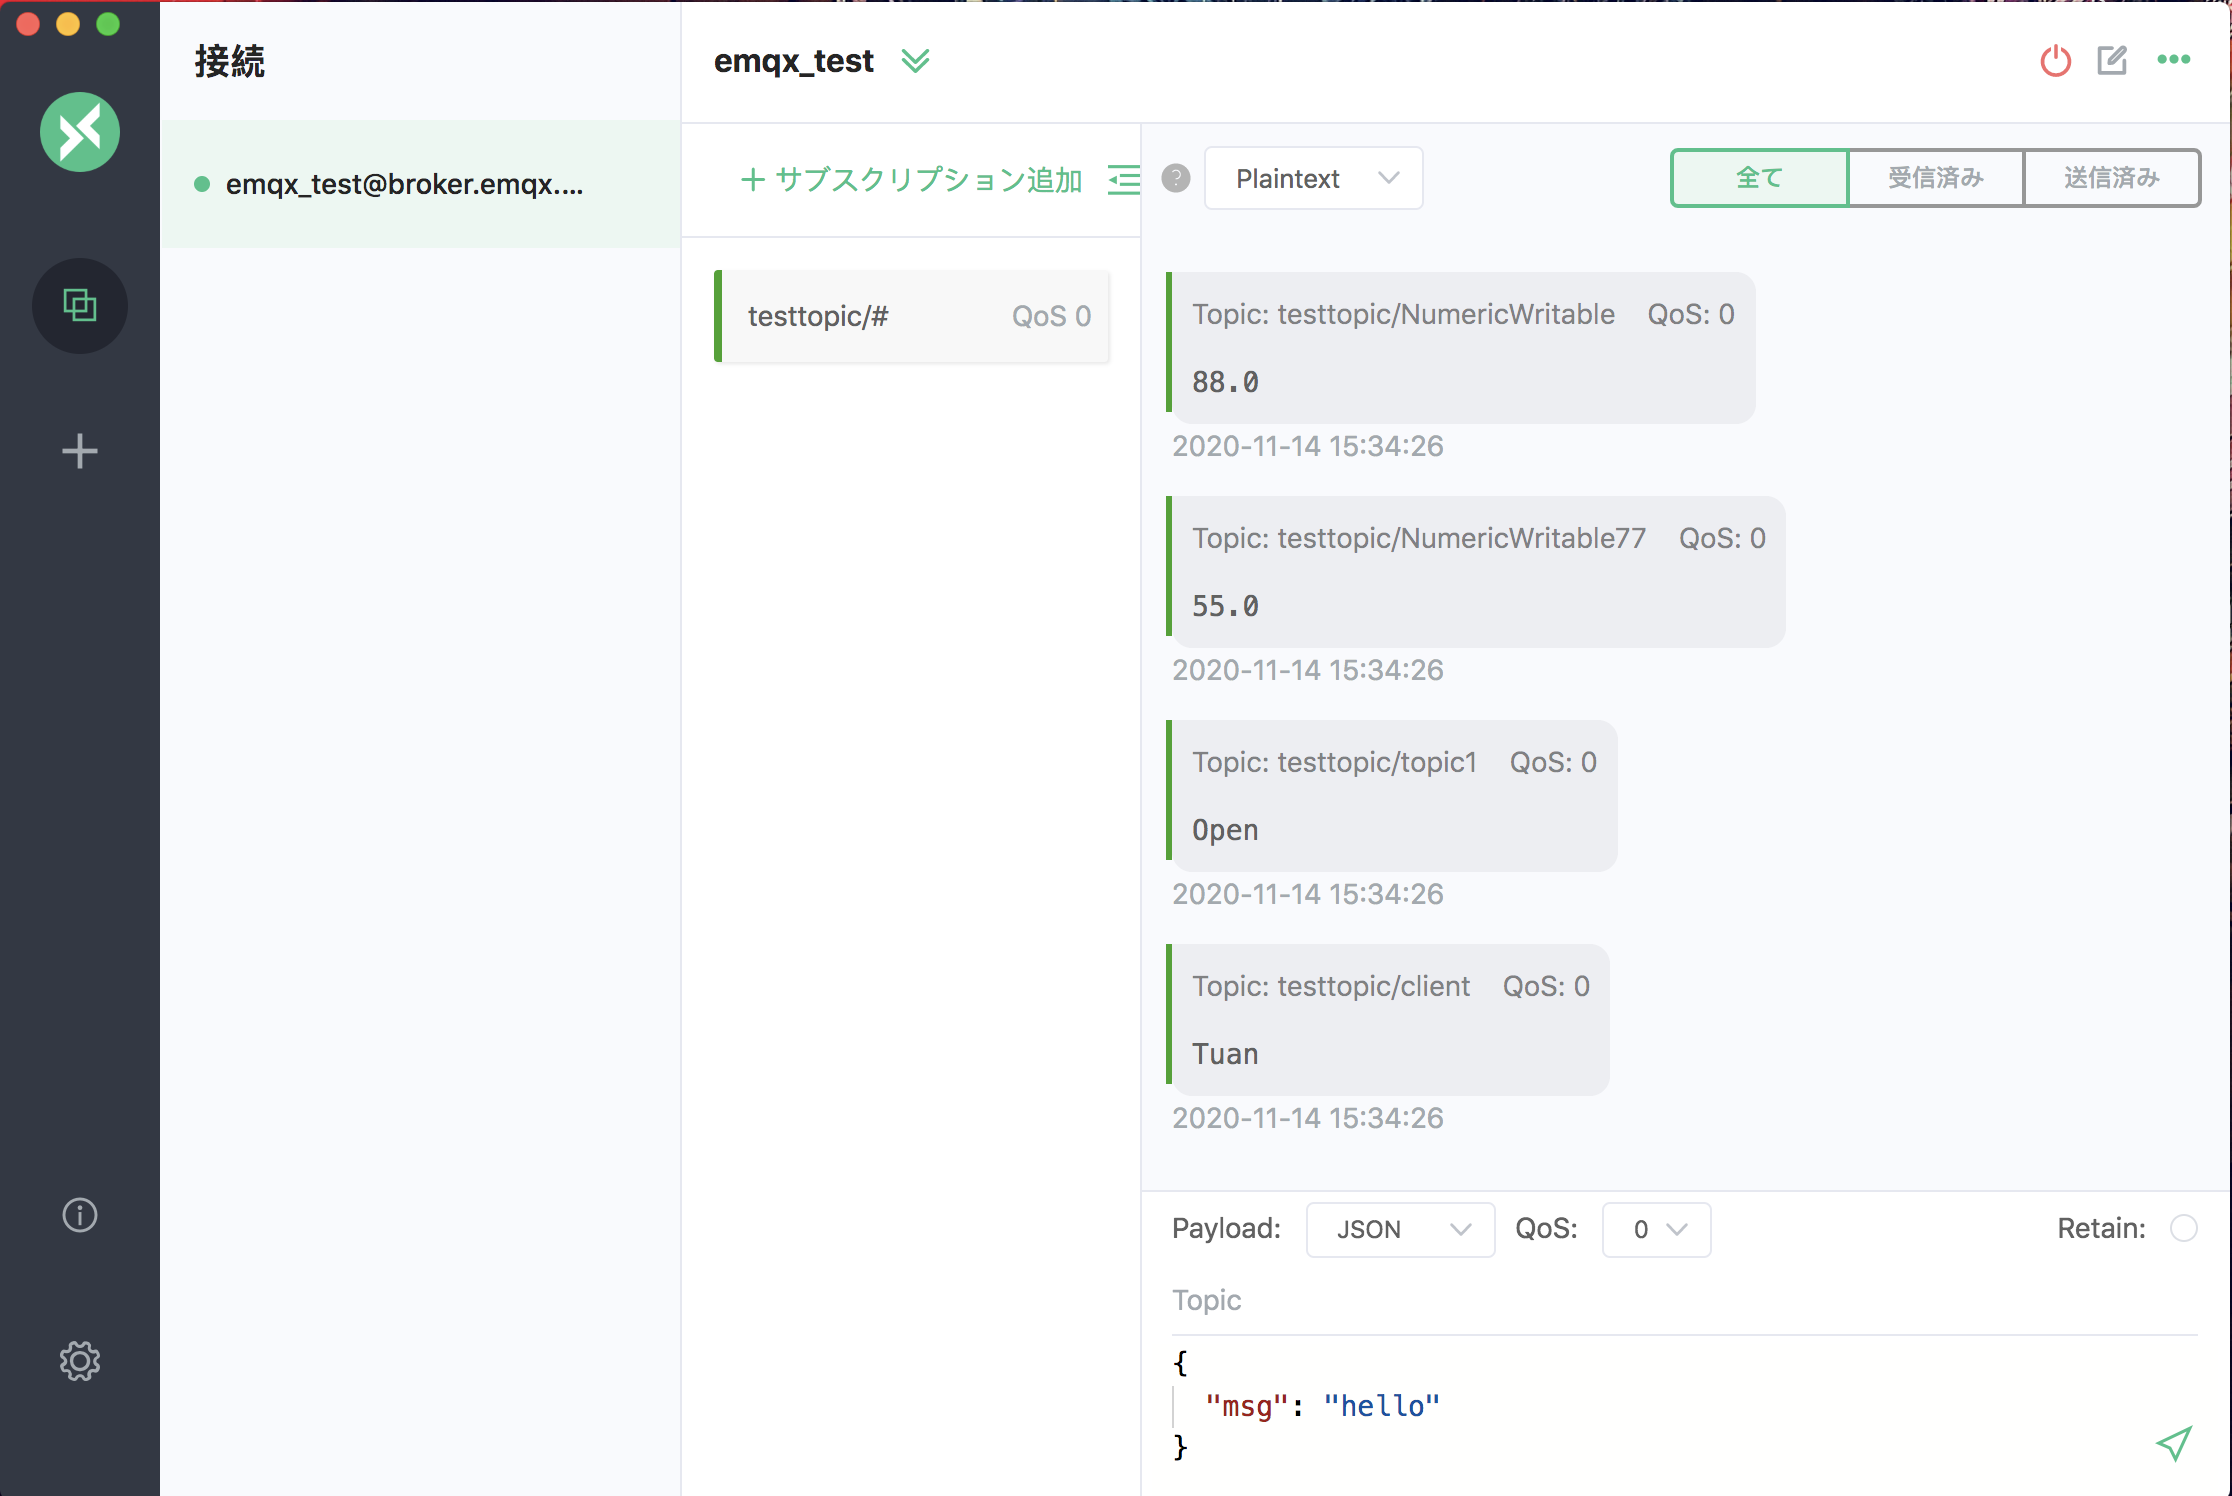 接続
emqx_test@broker.emqx....
emqx_test
サブスクリプション追加
testtopic/# QoS 0
Plaintext
全て 受信済み 送信済み
Topic: testtopic/NumericWritable QoS: 0
88.0
2020-11-14 15:34:26
Topic: testtopic/NumericWritable77 QoS: 0
55.0
2020-11-14 15:34:26
Topic: testtopic/topic1 QoS: 0
Open
2020-11-14 15:34:26
Topic: testtopic/client QoS: 0
Tuan
2020-11-14 15:34:26
Payload: JSON QoS: 0 Retain:
Topic
{
"msg": "hello"
}